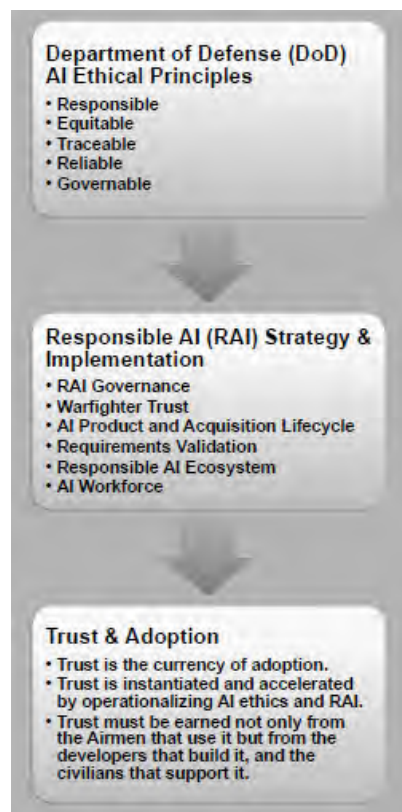 Department of Defense (DoD)
AI Ethical Principles
• Responsible
• Equitable
• Traceable
• Reliable
• Governable
Responsible AI (RAI) Strategy &
Implementation
• RAI Governance
• Warfighter Trust
• AI Product and Acquisition Lifecycle
• Requirements Validation
• Responsible AI Ecosystem
• AI Workforce
Trust & Adoption
• Trust is the currency of adoption.
• Trust is instantiated and accelerated
by operationalizing AI ethics and RAI.
• Trust must be earned not only from
the Airmen that use it but from the
developers that build it, and the
civilians that support it.